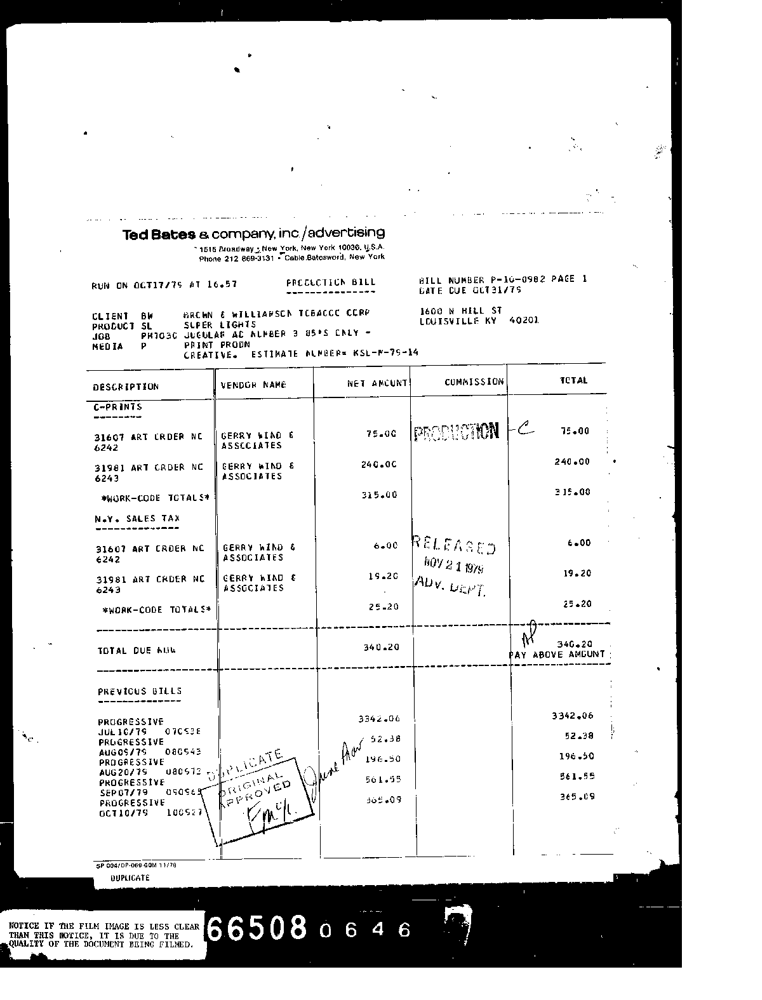 Ted Bates & company, inc./advertising
1515 Broadway • New York, New York 10036, U.S.A.
Phone 212 869-3131 • Cable Batesword, New York
RUN ON OCT17/79 AT 16.57 PRODUCTION BILL BILL NUMBER P-10-0982 PAGE 1
DATE DUE OCT31/79
CLIENT BW BROWN & WILLIAMSON TOBACCO CORP 1600 W HILL ST
PRODUCT SL SUPER LIGHTS LOUISVILLE KY 40201
JOB PM703C JUGULAR AD NUMBER 3 85'S ONLY -
MEDIA P PRINT PRODN
CREATIVE. ESTIMATE NUMBER= KSL-M-79-14
DESCRIPTION VENDOR NAME NET AMOUNT COMMISSION TOTAL
C-PRINTS
31607 ART ORDER NO GERRY WIND & 75.00 PRODUCTION C 75.00
6242 ASSOCIATES
31981 ART ORDER NO GERRY WIND & 240.00 240.00
6243 ASSOCIATES
*WORK-CODE TOTALS* 315.00 315.00
N.Y. SALES TAX
31607 ART ORDER NO GERRY WIND & 6.00 RELEASED 6.00
6242 ASSOCIATES NOV 21 1979
31981 ART ORDER NO GERRY WIND & 19.20 ADV. DEPT. 19.20
6243 ASSOCIATES
*WORK-CODE TOTALS* 25.20 25.20
TOTAL DUE NOW 340.20 340.20
PAY ABOVE AMOUNT
PREVIOUS BILLS
PROGRESSIVE 3342.06 3342.06
JUL10/79
PROGRESSIVE 52.38 52.38
AUG09/79 080543
PROGRESSIVE 196.50 196.50
AUG20/79 080573
PROGRESSIVE 561.55 561.55
SEP07/79
PROGRESSIVE 365.09 365.09
OCT10/79 100527
DUPLICATE
ORIGINAL
APPROVED
SP 004/OP-069 60M 11/78
DUPLICATE
NOTICE IF THE FILM IMAGE IS LESS CLEAR
THAN THIS NOTICE, IT IS DUE TO THE
QUALITY OF THE DOCUMENT BEING FILMED.
66508 0646